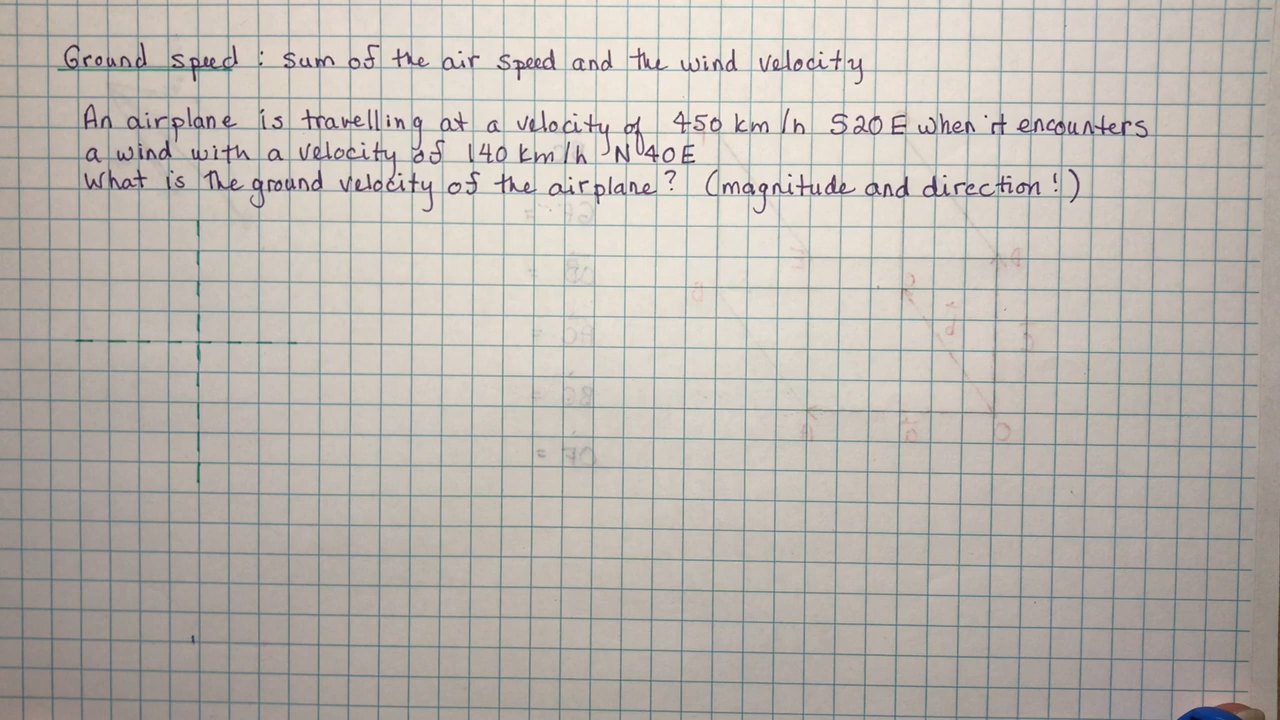 Ground speed : sum of the air speed and the wind velocity
An airplane is travelling at a velocity of 450 km/h S20E when it encounters
a wind with a velocity of 140 km/h N40E
What is the ground velocity of the airplane? (magnitude and direction!)